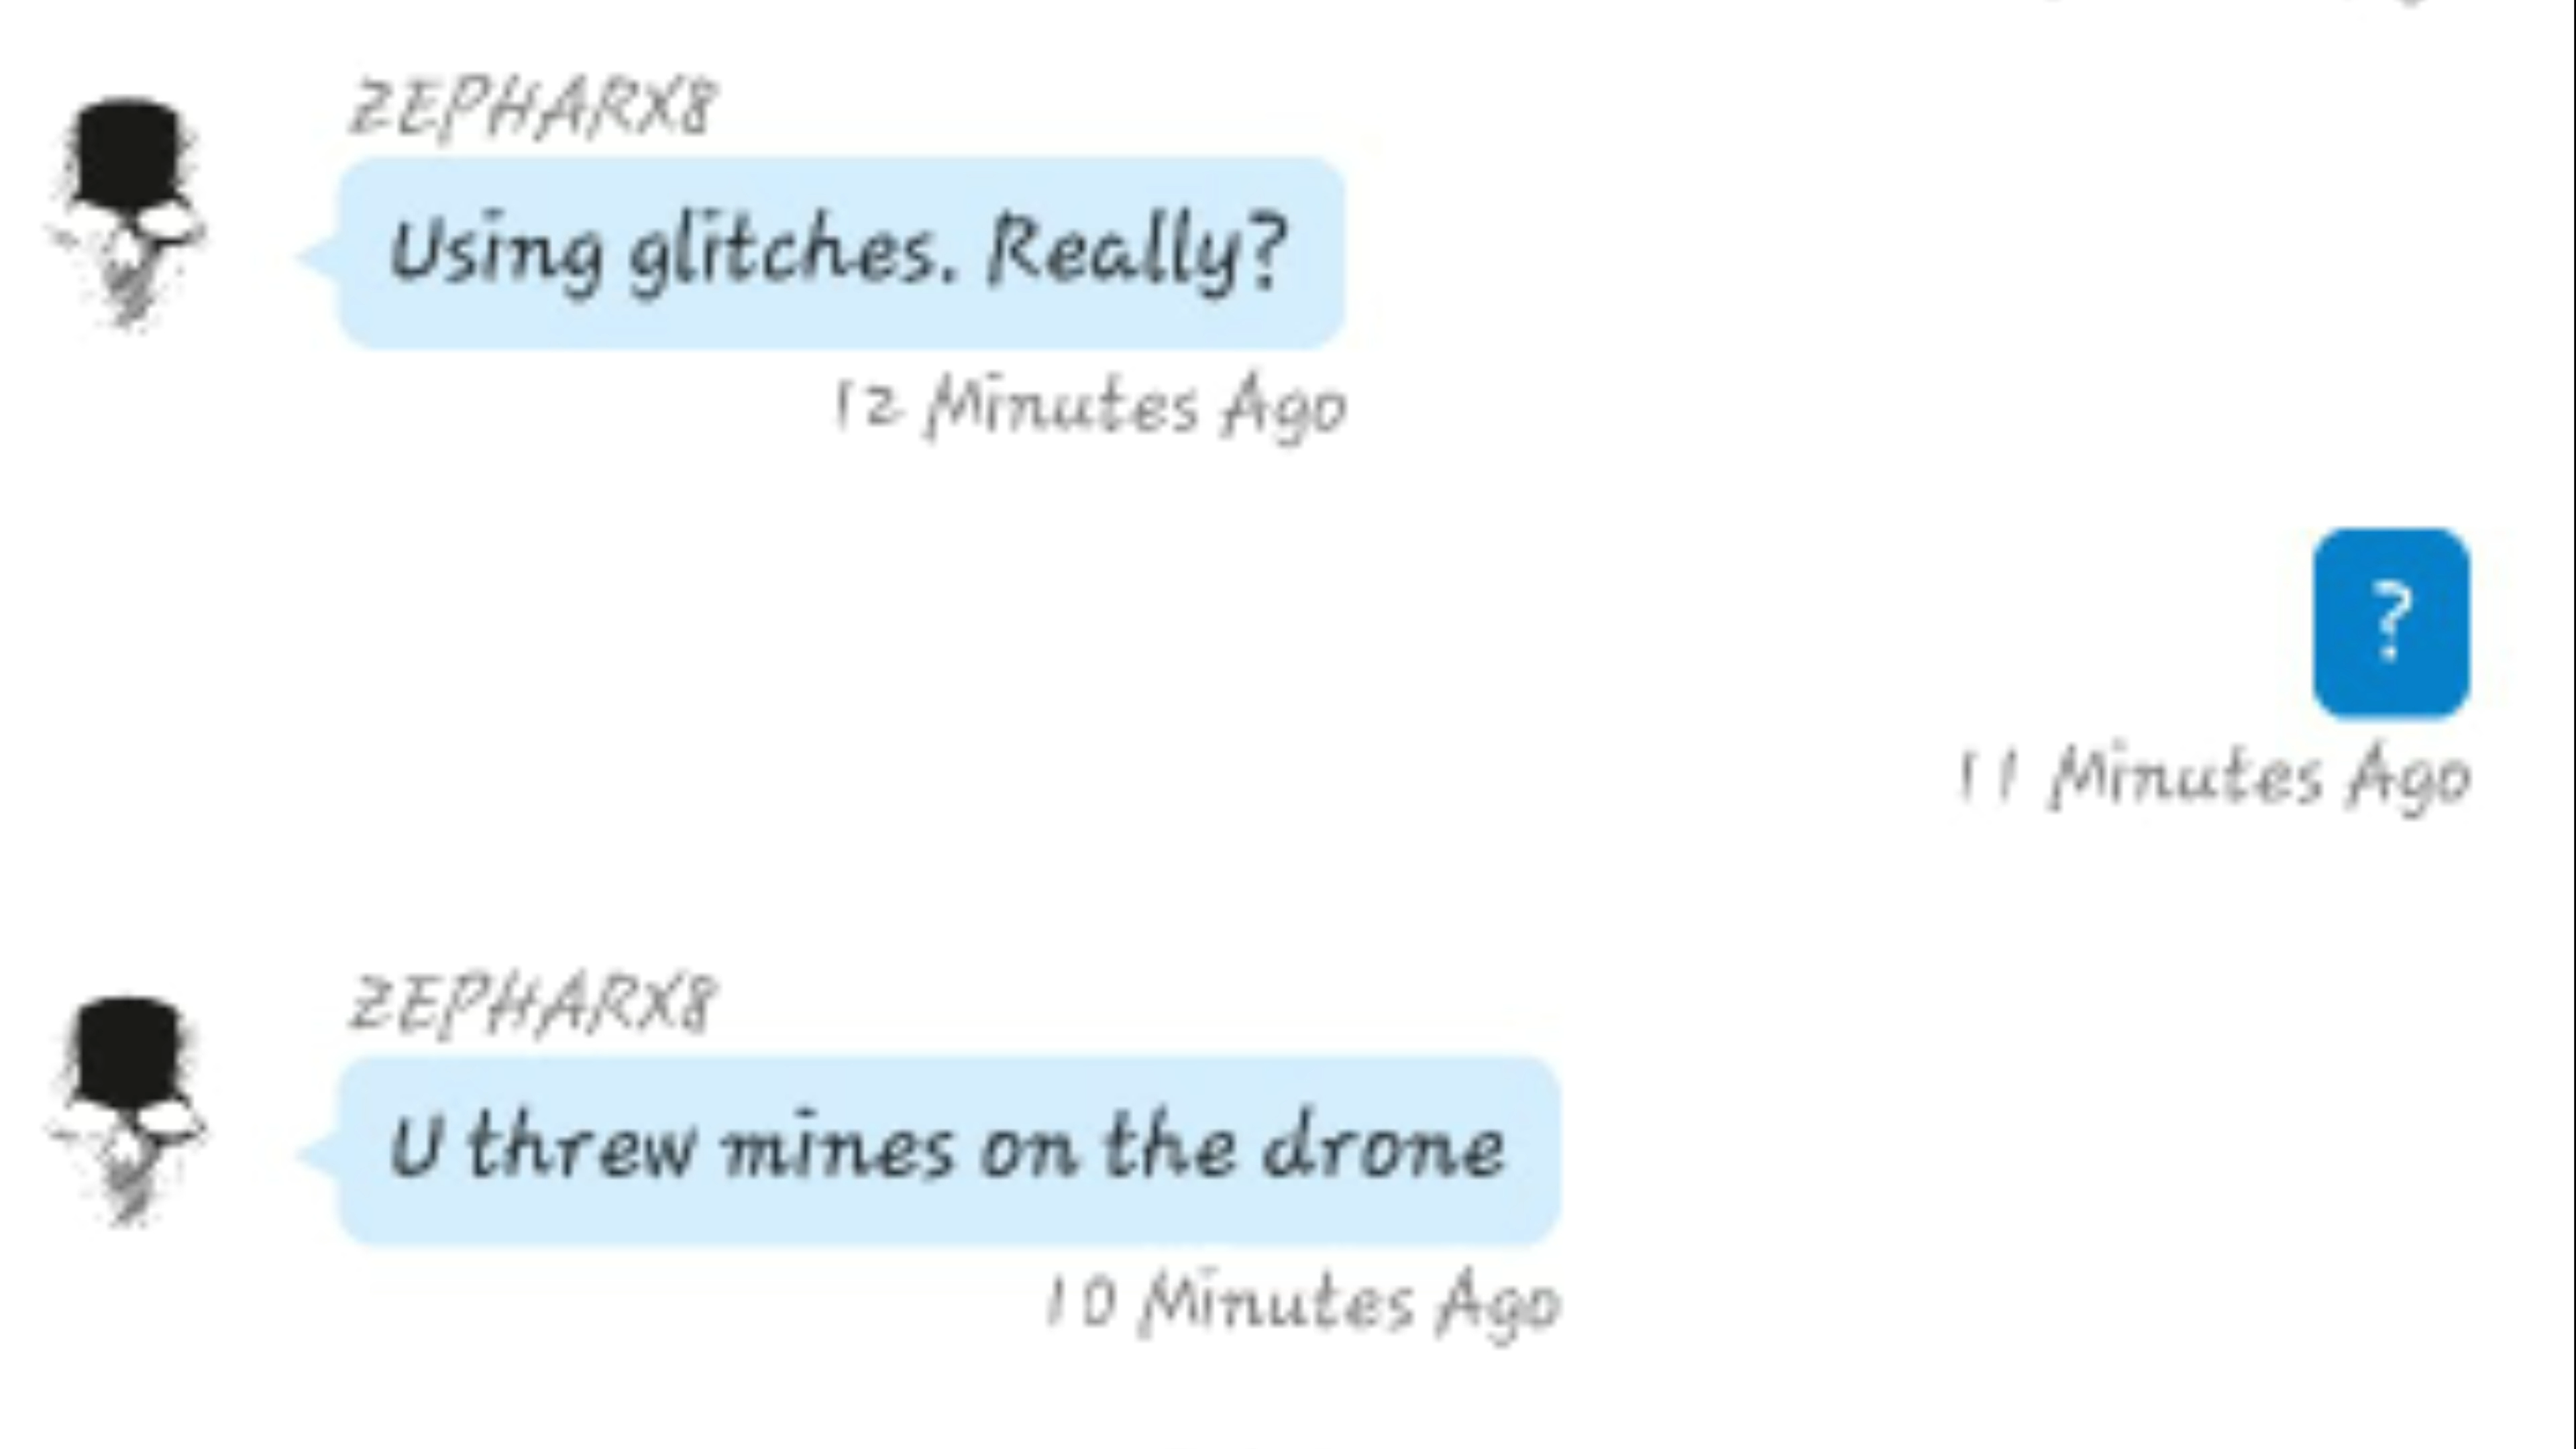 ZEPHARX8
Using glitches. Really?
12 Minutes Ago
?
11 Minutes Ago
ZEPHARX8
U threw mines on the drone
10 Minutes Ago